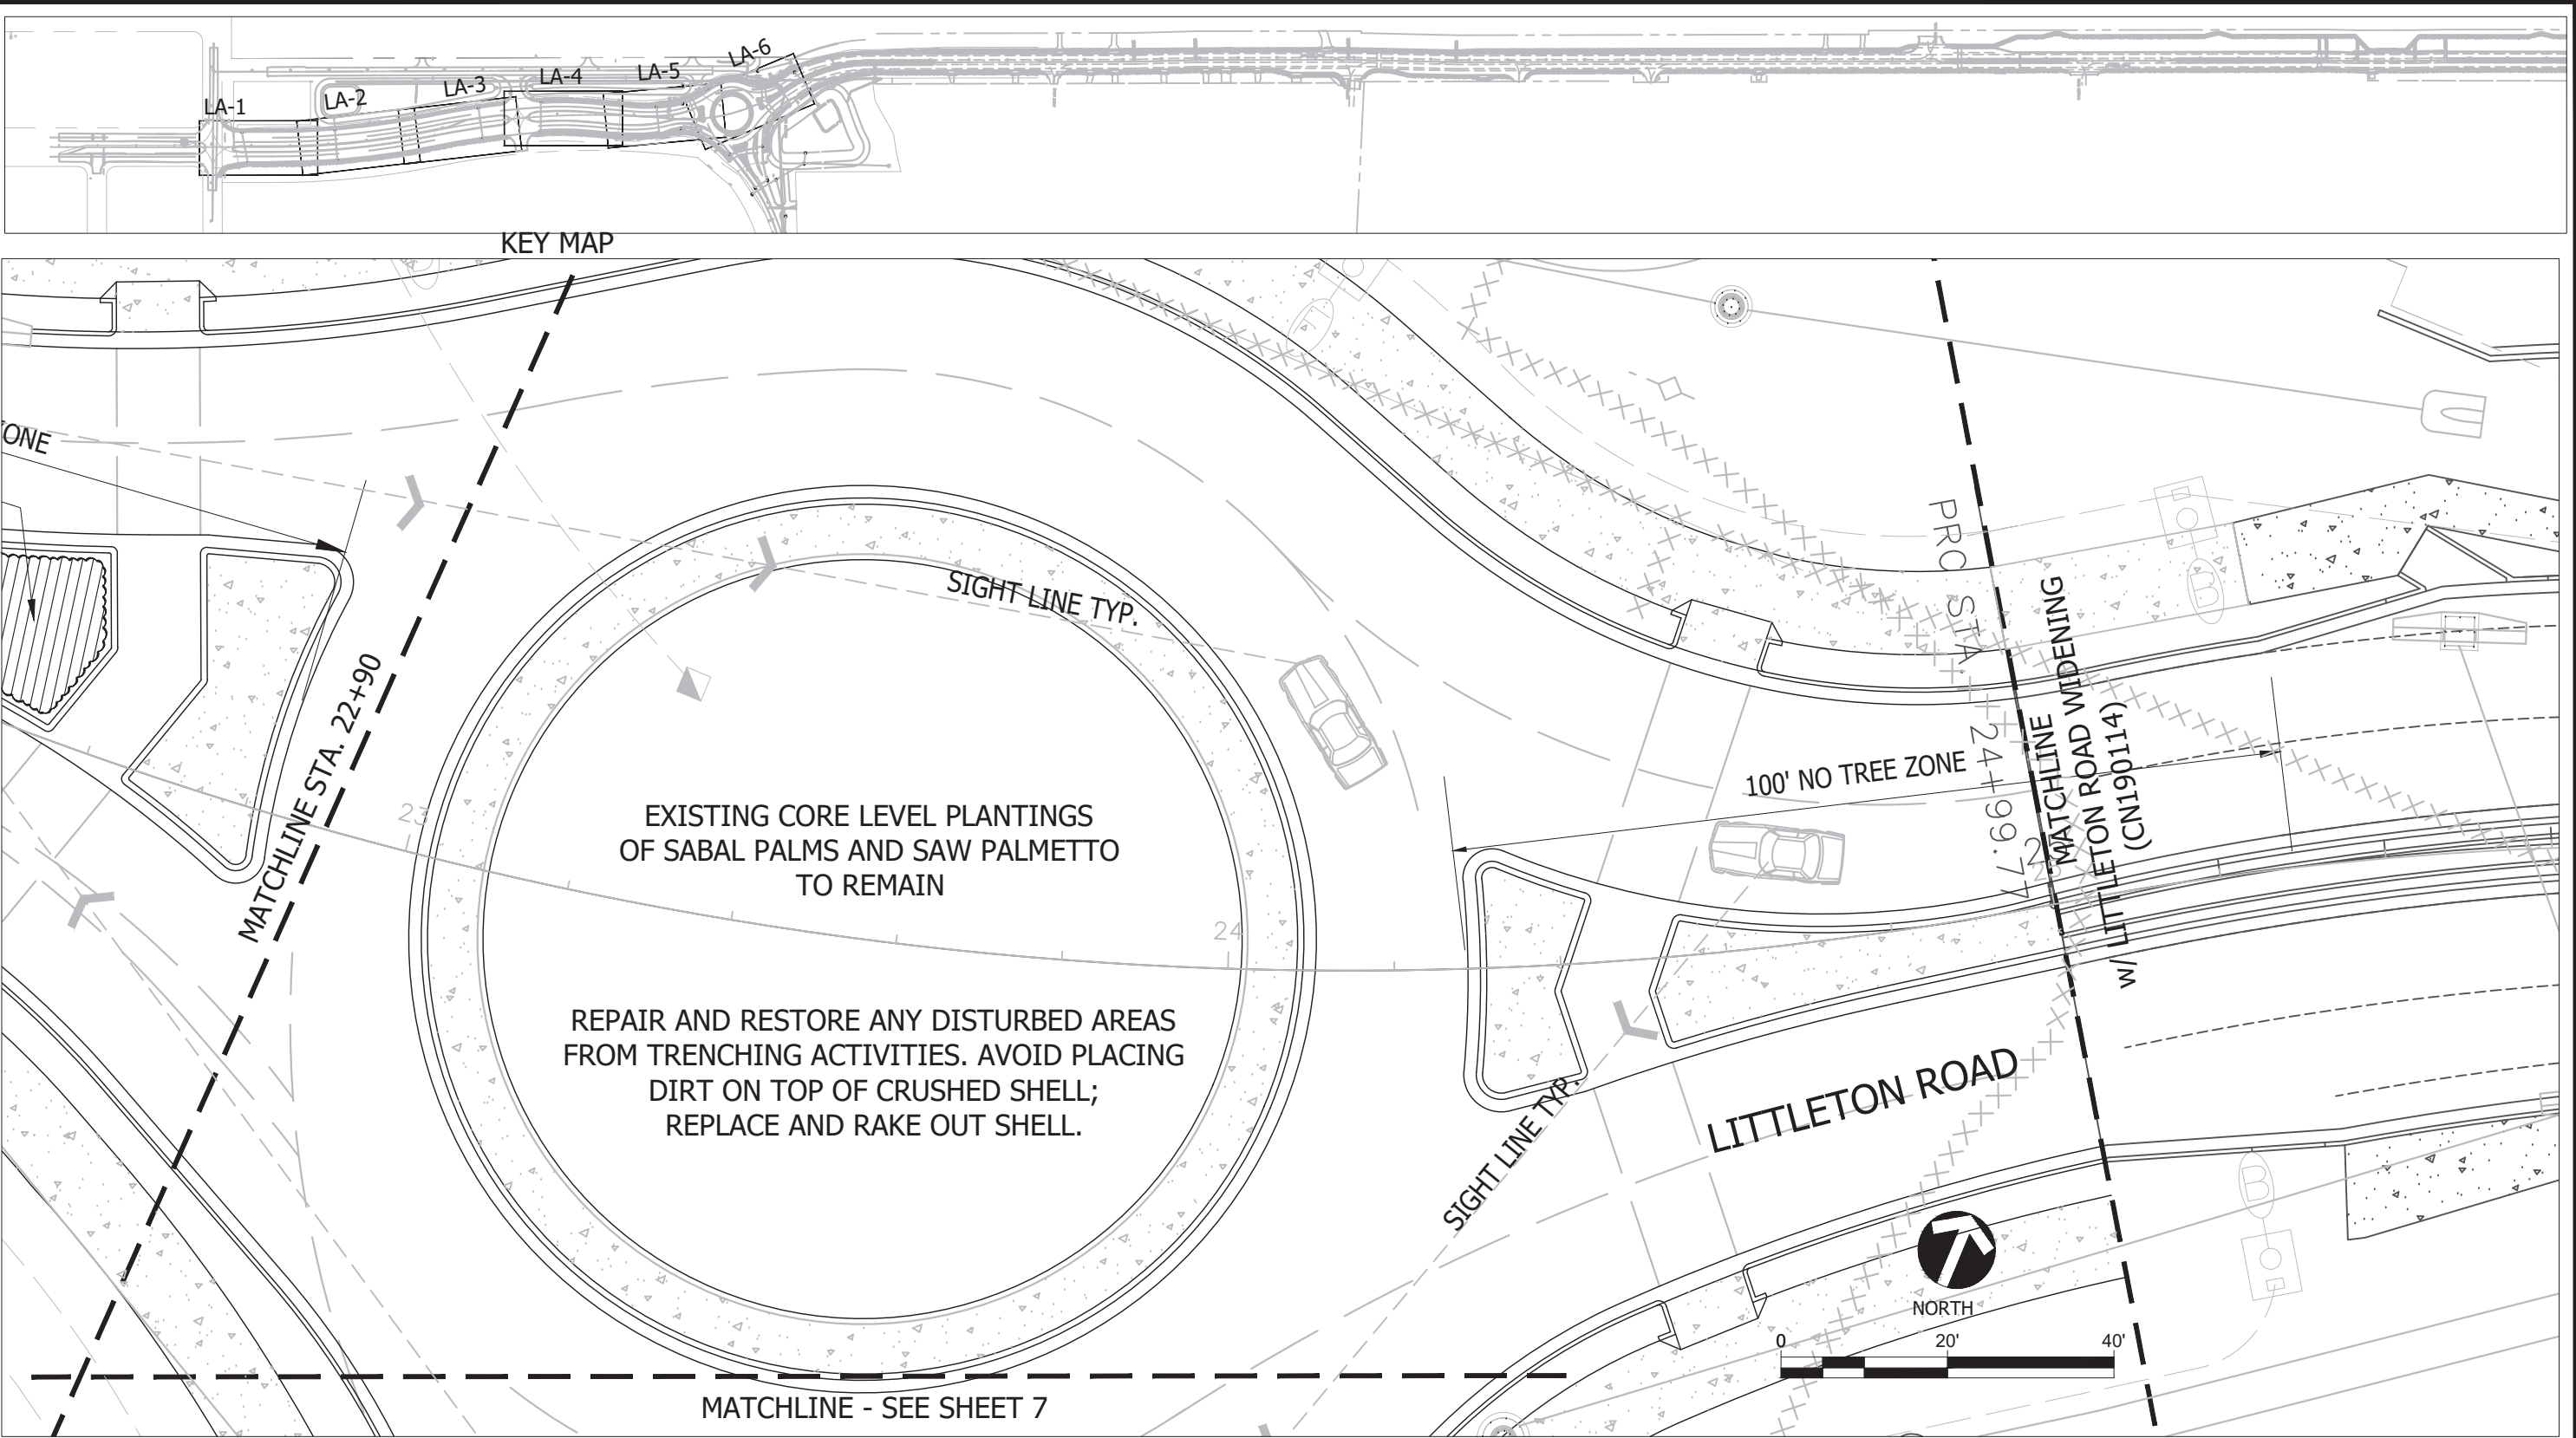 LA-1
LA-2
LA-3
LA-4
LA-5
LA-6
KEY MAP
ONE
MATCHLINE STA. 22+90
SIGHT LINE TYP.
23
24
EXISTING CORE LEVEL PLANTINGS
OF SABAL PALMS AND SAW PALMETTO
TO REMAIN
REPAIR AND RESTORE ANY DISTURBED AREAS
FROM TRENCHING ACTIVITIES. AVOID PLACING
DIRT ON TOP OF CRUSHED SHELL;
REPLACE AND RAKE OUT SHELL.
100' NO TREE ZONE
PRC STA. 24+99.77
MATCHLINE
w/ LITTLETON ROAD WIDENING
(CN190114)
B
SIGHT LINE TYP.
LITTLETON ROAD
B
NORTH
0 20' 40'
MATCHLINE - SEE SHEET 7